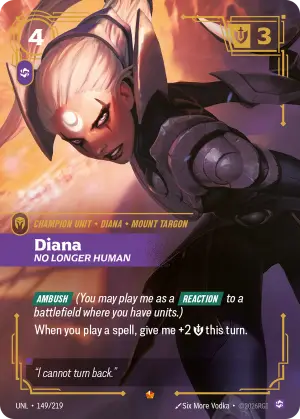 4
3
CHAMPION UNIT • DIANA • MOUNT TARGON
Diana
NO LONGER HUMAN
AMBUSH (You may play me as a REACTION to a
battlefield where you have units.)
When you play a spell, give me +2 this turn.
"I cannot turn back."
UNL • 149/219
Six More Vodka • ©2026RGI